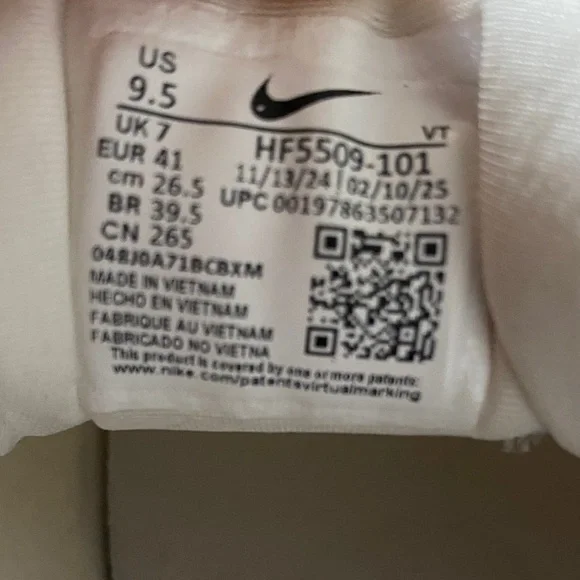 US
9.5
VT
UK 7
HF5509-101
EUR 41
11/13/24 | 02/10/25
cm 26.5
UPC 00197863507132
BR 39.5
CN 265
048J0A71BCBXM
MADE IN VIETNAM
HECHO EN VIETNAM
FABRIQUE AU VIETNAM
FABRICADO NO VIETNA
This product is covered by one or more patents:
www.nike.com/patentsvirtualmarking